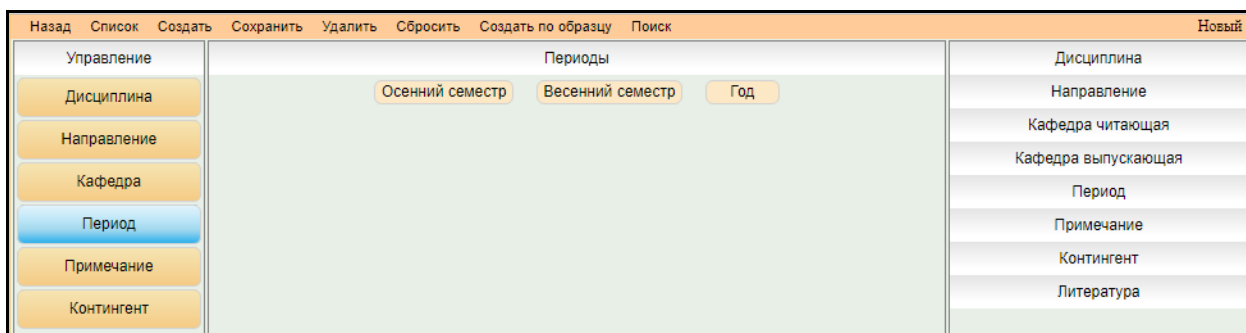 Назад Список Создать Сохранить Удалить Сбросить Создать по образцу Поиск Новый
Управление
Дисциплина
Направление
Кафедра
Период
Примечание
Контингент
Периоды
Осенний семестр Весенний семестр Год
Дисциплина
Направление
Кафедра читающая
Кафедра выпускающая
Период
Примечание
Контингент
Литература